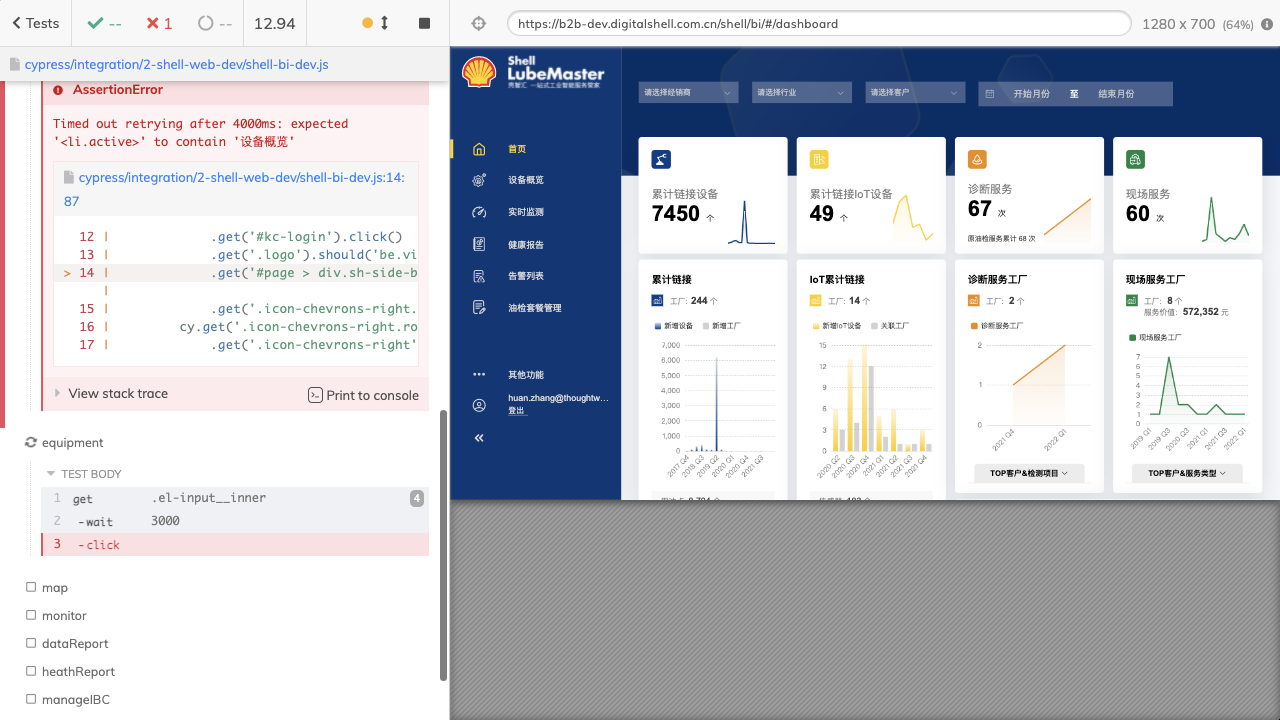 Tests
--
1
--
12.94
https://b2b-dev.digitalshell.com.cn/shell/bi/#/dashboard
1280 x 700 (64%)
cypress/integration/2-shell-web-dev/shell-bi-dev.js
AssertionError
Timed out retrying after 4000ms: expected
'<li.active>' to contain '设备概览'
cypress/integration/2-shell-web-dev/shell-bi-dev.js:14:
87
12 | .get('#kc-login').click()
13 | .get('.logo').should('be.vi
> 14 | .get('#page > div.sh-side-b
|
15 | .get('.icon-chevrons-right.
16 | cy.get('.icon-chevrons-right.ro
17 | .get('.icon-chevrons-right'
View stack trace
Print to console
equipment
TEST BODY
1 get .el-input__inner 4
2 -wait 3000
3 -click
map
monitor
dataReport
heathReport
manageIBC
Shell
LubeMaster
壳智汇 一站式工业智能服务管家
首页
设备概览
实时监测
健康报告
告警列表
油检套餐管理
其他功能
huan.zhang@thoughtw...
登出
请选择经销商
请选择行业
请选择客户
开始月份 至 结束月份
累计链接设备
7450 个
累计链接IoT设备
49 个
诊断服务
67 次
原油检服务累计 68 次
现场服务
60 次
累计链接
工厂: 244 个
新增设备 新增工厂
7,000
6,000
5,000
4,000
3,000
2,000
1,000
0
2017 Q4
2018 Q3
2019 Q2
2020 Q1
2020 Q4
2021 Q3
IoT累计链接
工厂: 14 个
新增IoT设备 关联工厂
15
12
9
6
3
0
2020 Q2
2020 Q3
2020 Q4
2021 Q1
2021 Q2
2021 Q3
2021 Q4
诊断服务工厂
工厂: 2 个
诊断服务工厂
2
1
0
2021 Q4
2022 Q1
TOP客户&检测项目
现场服务工厂
工厂: 8 个
服务价值: 572,352 元
现场服务工厂
7
6
5
4
3
2
1
0
2019 Q1
2019 Q3
2020 Q3
2021 Q1
2021 Q3
2022 Q1
TOP客户&服务类型